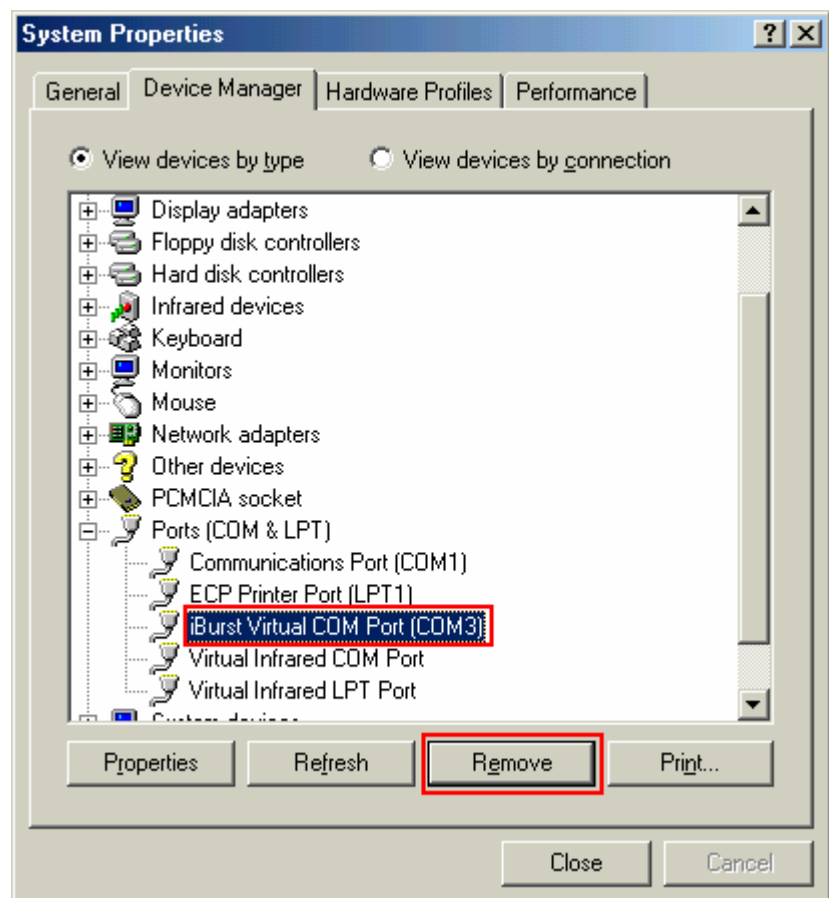 System Properties
General Device Manager Hardware Profiles Performance
View devices by type View devices by connection
Display adapters
Floppy disk controllers
Hard disk controllers
Infrared devices
Keyboard
Monitors
Mouse
Network adapters
Other devices
PCMCIA socket
Ports (COM & LPT)
Communications Port (COM1)
ECP Printer Port (LPT1)
iBurst Virtual COM Port (COM3)
Virtual Infrared COM Port
Virtual Infrared LPT Port
System devices
Properties Refresh Remove Print...
Close Cancel